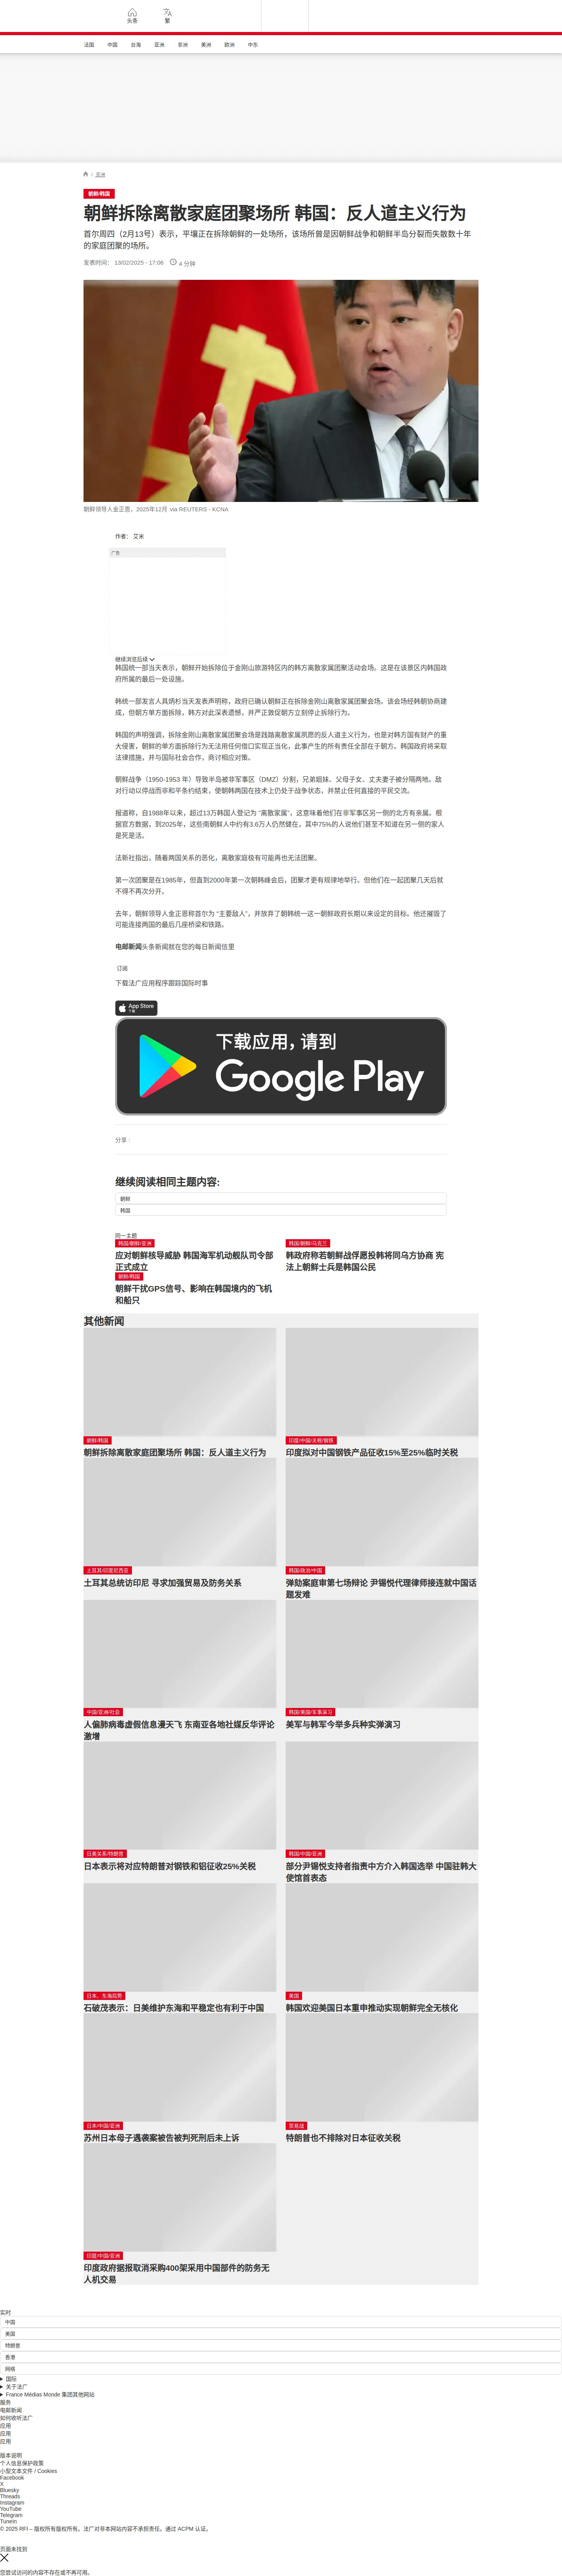 头条
繁
法国 中国 台海 亚洲 非洲 美洲 欧洲 中东
/ 亚洲
朝鲜/韩国
朝鲜拆除离散家庭团聚场所 韩国：反人道主义行为
首尔周四（2月13号）表示，平壤正在拆除朝鲜的一处场所，该场所曾是因朝鲜战争和朝鲜半岛分裂而失散数十年
的家庭团聚的场所。
发表时间： 13/02/2025 - 17:06 4 分钟
朝鲜领导人金正恩，2025年12月 via REUTERS - KCNA
作者： 艾米
广告
继续浏览后续
韩国统一部当天表示，朝鲜开始拆除位于金刚山旅游特区内的韩方离散家属团聚活动会场。这是在该景区内韩国政
府所属的最后一处设施。
韩统一部发言人具炳杉当天发表声明称，政府已确认朝鲜正在拆除金刚山离散家属团聚会场。该会场经韩朝协商建
成，但朝方单方面拆除，韩方对此深表遗憾，并严正敦促朝方立刻停止拆除行为。
韩国的声明强调，拆除金刚山离散家属团聚会场是践踏离散家属夙愿的反人道主义行为，也是对韩方国有财产的重
大侵害，朝鲜的单方面拆除行为无法用任何借口实现正当化，此事产生的所有责任全部在于朝方。韩国政府将采取
法律措施，并与国际社会合作，商讨相应对策。
朝鲜战争（1950-1953 年）导致半岛被非军事区（DMZ）分割，兄弟姐妹、父母子女、丈夫妻子被分隔两地。敌
对行动以停战而非和平条约结束，使朝韩两国在技术上仍处于战争状态，并禁止任何直接的平民交流。
报道称，自1988年以来，超过13万韩国人登记为 “离散家属”，这意味着他们在非军事区另一侧的北方有亲属。根
据官方数据，到2025年，这些南朝鲜人中约有3.6万人仍然健在，其中75%的人说他们甚至不知道在另一侧的家人
是死是活。
法新社指出，随着两国关系的恶化，离散家庭极有可能再也无法团聚。
第一次团聚是在1985年，但直到2000年第一次朝韩峰会后，团聚才更有规律地举行。但他们在一起团聚几天后就
不得不再次分开。
去年，朝鲜领导人金正恩称首尔为 “主要敌人”，并放弃了朝韩统一这一朝鲜政府长期以来设定的目标。他还摧毁了
可能连接两国的最后几座桥梁和铁路。
电邮新闻头条新闻就在您的每日新闻信里
订阅
下载法广应用程序跟踪国际时事
App Store
下载
下载应用，请到
Google Play
分享 :
继续阅读相同主题内容:
朝鲜
韩国
同一主题
韩国/朝鲜/亚洲
应对朝鲜核导威胁 韩国海军机动舰队司令部
正式成立
韩国/朝鲜/乌克兰
韩政府称若朝鲜战俘愿投韩将同乌方协商 宪
法上朝鲜士兵是韩国公民
朝鲜/韩国
朝鲜干扰GPS信号、影响在韩国境内的飞机
和船只
其他新闻
朝鲜/韩国
朝鲜拆除离散家庭团聚场所 韩国：反人道主义行为
印度/中国/关税/钢铁
印度拟对中国钢铁产品征收15%至25%临时关税
土耳其/印度尼西亚
土耳其总统访印尼 寻求加强贸易及防务关系
韩国/政治/中国
弹劾案庭审第七场辩论 尹锡悦代理律师接连就中国话
题发难
中国/亚洲/社会
人偏肺病毒虚假信息漫天飞 东南亚各地社媒反华评论
激增
韩国/美国/军事演习
美军与韩军今举多兵种实弹演习
日美关系/特朗普
日本表示将对应特朗普对钢铁和铝征收25%关税
韩国/中国/亚洲
部分尹锡悦支持者指责中方介入韩国选举 中国驻韩大
使馆首表态
日本、东海局势
石破茂表示：日美维护东海和平稳定也有利于中国
美国
韩国欢迎美国日本重申推动实现朝鲜完全无核化
日本/中国/亚洲
苏州日本母子遇袭案被告被判死刑后未上诉
贸易战
特朗普也不排除对日本征收关税
印度/中国/亚洲
印度政府据报取消采购400架采用中国部件的防务无
人机交易
实时
中国
美国
特朗普
香港
网络
国际
关于法广
France Médias Monde 集团其他网站
服务
电邮新闻
如何收听法广
应用
应用
应用
版本说明
个人信息保护政策
小型文本文件 / Cookies
Facebook
X
Bluesky
Threads
Instagram
YouTube
Telegram
TuneIn
© 2025 RFI – 版权所有版权所有。法广对非本网站内容不承担责任。通过 ACPM 认证。
页面未找到
您尝试访问的内容不存在或不再可用。